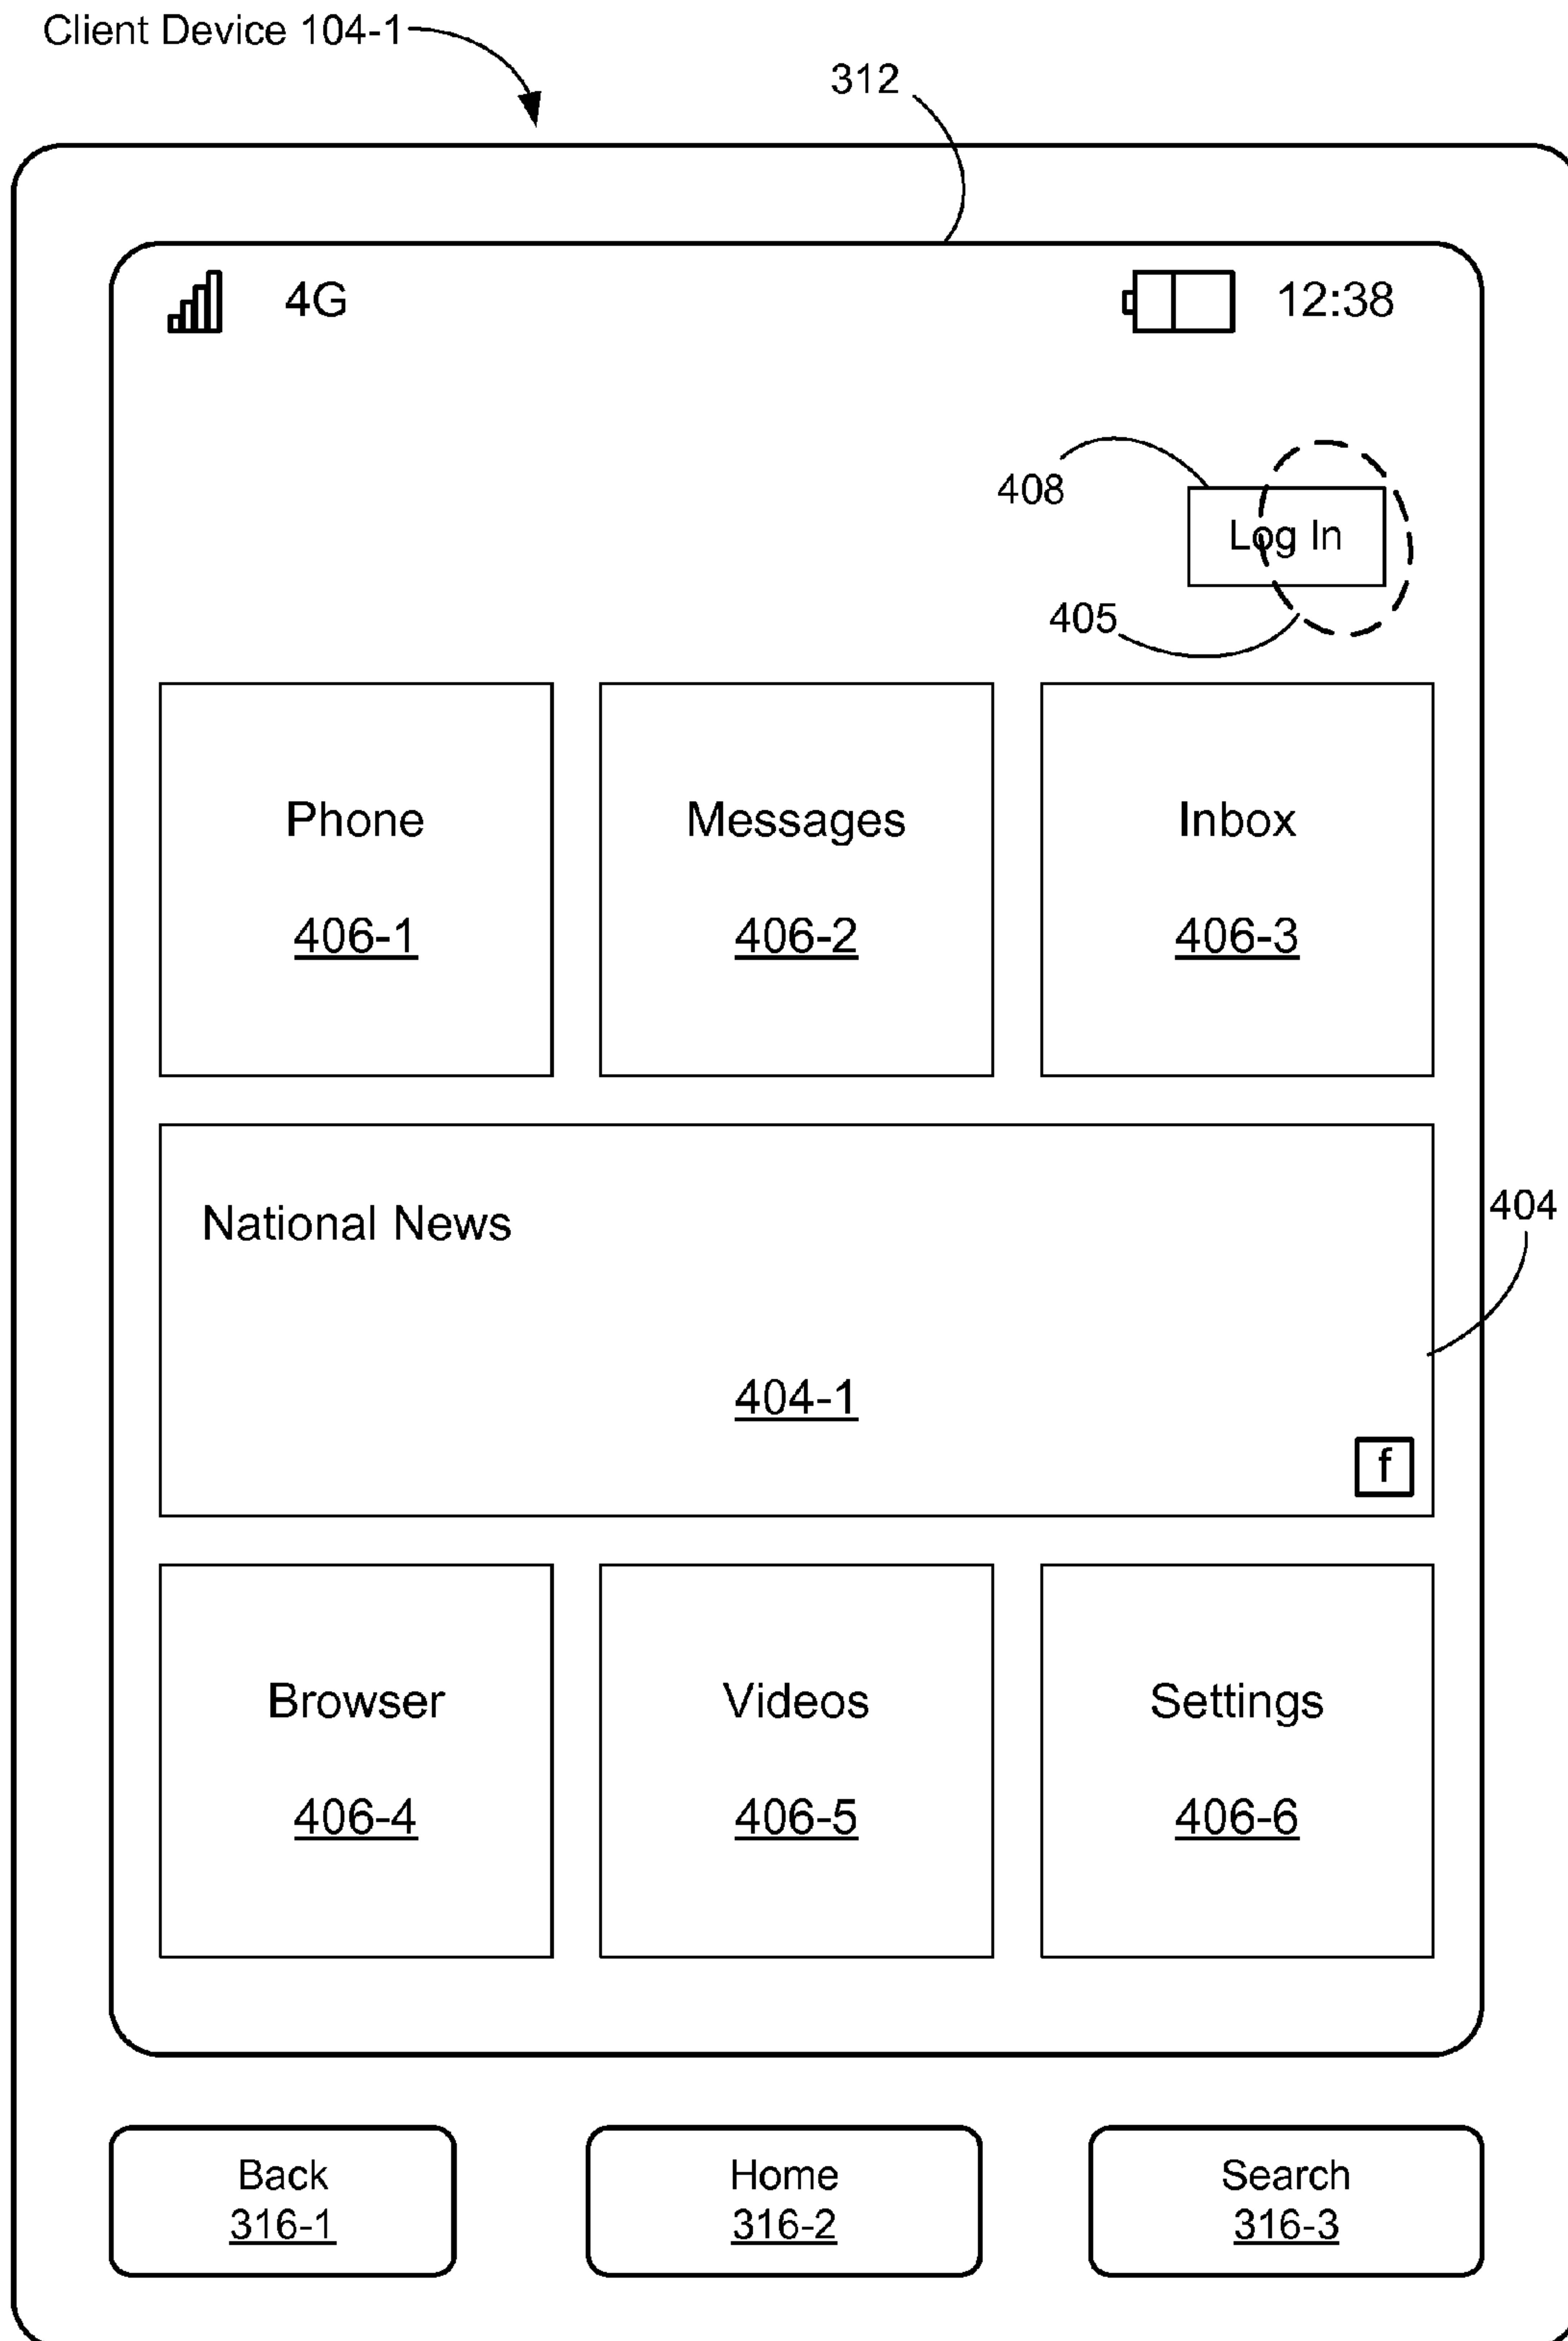 Client Device 104-1
312
4G
12:38
408
Log In
405
Phone
406-1
Messages
406-2
Inbox
406-3
National News
404
404-1
f
Browser
406-4
Videos
406-5
Settings
406-6
Back
316-1
Home
316-2
Search
316-3